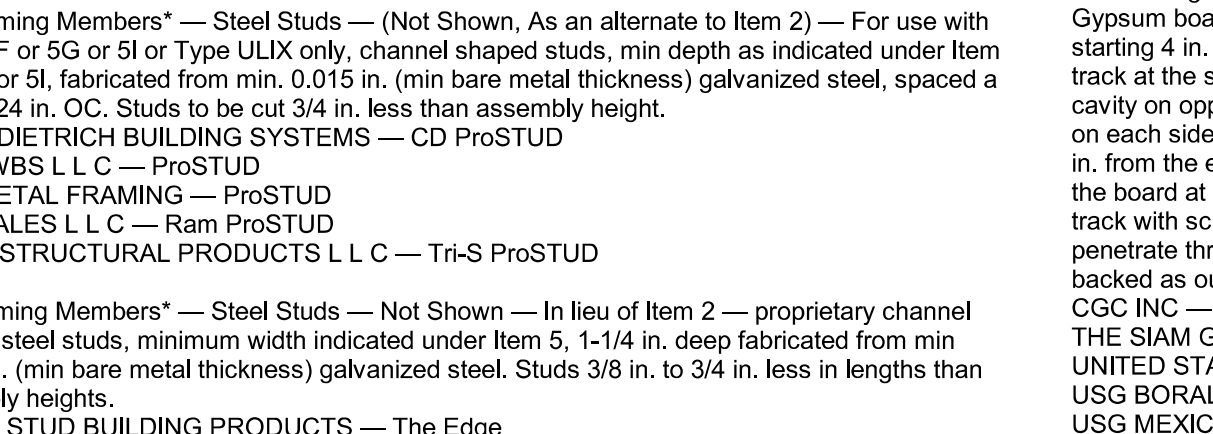 ming Members* — Steel Studs — (Not Shown, As an alternate to Item 2) — For use with
F or 5G or 5I or Type ULIX only, channel shaped studs, min depth as indicated under Item
or 5I, fabricated from min. 0.015 in. (min bare metal thickness) galvanized steel, spaced a
24 in. OC. Studs to be cut 3/4 in. less than assembly height.
DIETRICH BUILDING SYSTEMS — CD ProSTUD
WBS L L C — ProSTUD
ETAL FRAMING — ProSTUD
ALES L L C — Ram ProSTUD
STRUCTURAL PRODUCTS L L C — Tri-S ProSTUD
ming Members* — Steel Studs — Not Shown — In lieu of Item 2 — proprietary channel
steel studs, minimum width indicated under Item 5, 1-1/4 in. deep fabricated from min
. (min bare metal thickness) galvanized steel. Studs 3/8 in. to 3/4 in. less in lengths than
ly heights.
STUD BUILDING PRODUCTS — The Edge
Gypsum boa
starting 4 in.
track at the s
cavity on opp
on each side
in. from the e
the board at
track with sc
penetrate thr
backed as ou
CGC INC —
THE SIAM G
UNITED STA
USG BORAL
USG MEXIC